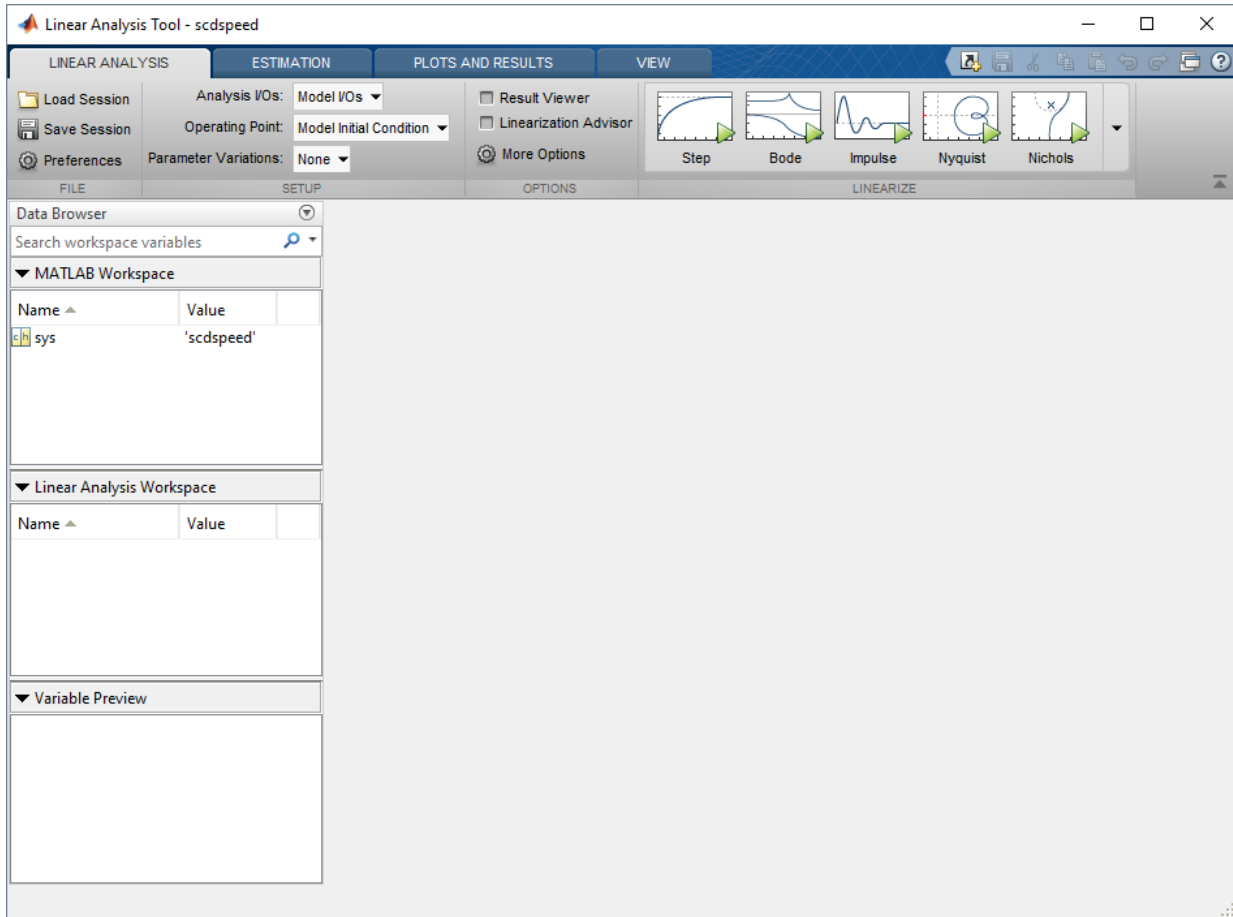 Linear Analysis Tool - scdspeed
LINEAR ANALYSIS ESTIMATION PLOTS AND RESULTS VIEW
Load Session
Save Session
Preferences
FILE
Analysis I/Os: Model I/Os
Operating Point: Model Initial Condition
Parameter Variations: None
SETUP
Result Viewer
Linearization Advisor
More Options
OPTIONS
Step Bode Impulse Nyquist Nichols
LINEARIZE
Data Browser
Search workspace variables
MATLAB Workspace
Name Value
ch sys 'scdspeed'
Linear Analysis Workspace
Name Value
Variable Preview